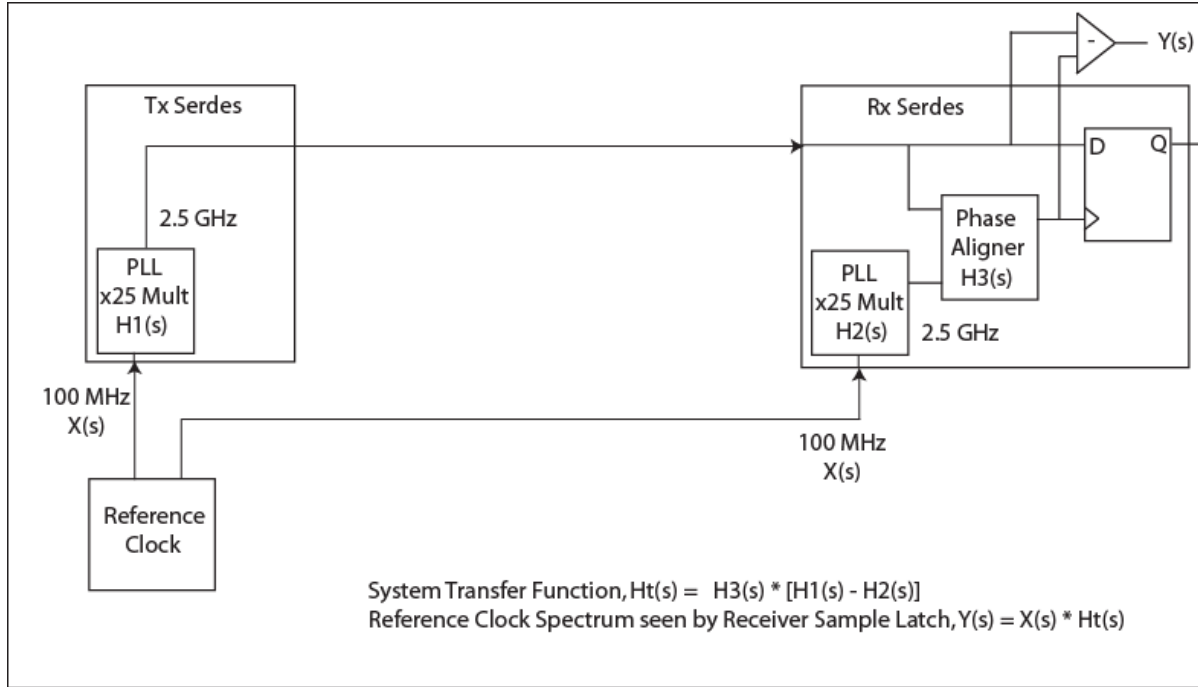 Y(s)
-
Tx Serdes
Rx Serdes
D
Q
2.5 GHz
Phase
Aligner
H3(s)
PLL
x25 Mult
H1(s)
PLL
x25 Mult
H2(s)
2.5 GHz
100 MHz
X(s)
100 MHz
X(s)
Reference
Clock
System Transfer Function, Ht(s) = H3(s) * [H1(s) - H2(s)]
Reference Clock Spectrum seen by Receiver Sample Latch, Y(s) = X(s) * Ht(s)